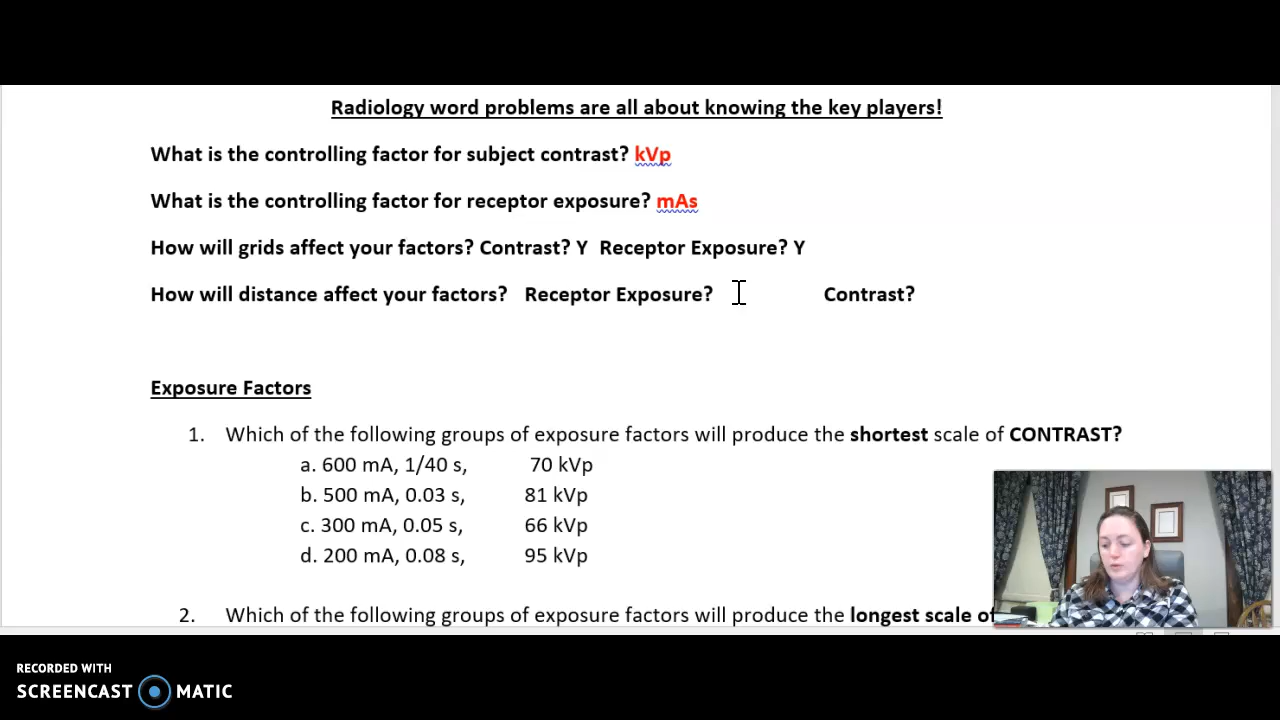 Radiology word problems are all about knowing the key players!
What is the controlling factor for subject contrast? kVp
What is the controlling factor for receptor exposure? mAs
How will grids affect your factors? Contrast? Y  Receptor Exposure? Y
How will distance affect your factors?   Receptor Exposure?   Contrast?
Exposure Factors
1. Which of the following groups of exposure factors will produce the shortest scale of CONTRAST?
a. 600 mA, 1/40 s, 70 kVp
b. 500 mA, 0.03 s, 81 kVp
c. 300 mA, 0.05 s, 66 kVp
d. 200 mA, 0.08 s, 95 kVp
2. Which of the following groups of exposure factors will produce the longest scale of
RECORDED WITH
SCREENCAST MATIC